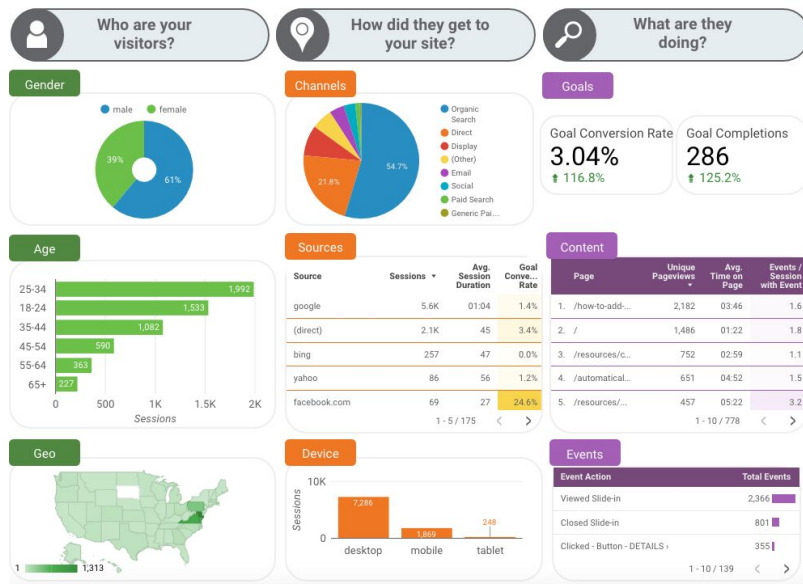 Who are your
visitors?
How did they get to
your site?
What are they
doing?
Gender
male
female
39%
61%
Channels
54.7%
21.8%
Organic
Search
Direct
Display
(Other)
Email
Social
Paid Search
Generic Pai...
Goals
Goal Conversion Rate
3.04%
116.8%
Goal Completions
286
125.2%
Age
25-34
1,992
18-24
1,533
35-44
1,082
45-54
590
55-64
363
65+
227
0
500
1K
1.5K
2K
Sessions
Sources
Source
Sessions
Avg.
Session
Duration
Goal
Conve...
Rate
google 5.6K 01:04 1.4%
(direct) 2.1K 45 3.4%
bing 257 47 0.0%
yahoo 86 56 1.2%
facebook.com 69 27 24.6%
1 - 5 / 175
Content
Page
Unique
Pageviews
Avg.
Time on
Page
Events /
Session
with Event
1. /how-to-add-... 2,182 03:46 1.6
2. / 1,486 01:22 1.8
3. /resources/c... 752 02:59 1.1
4. /automatical... 651 04:52 1.5
5. /resources/... 457 05:22 3.2
1 - 10 / 778
Geo
1
1,313
Device
10K
0
Sessions
7,286
1,869
248
desktop
mobile
tablet
Events
Event Action Total Events
Viewed Slide-in 2,366
Closed Slide-in 801
Clicked - Button - DETAILS › 355
1 - 10 / 139